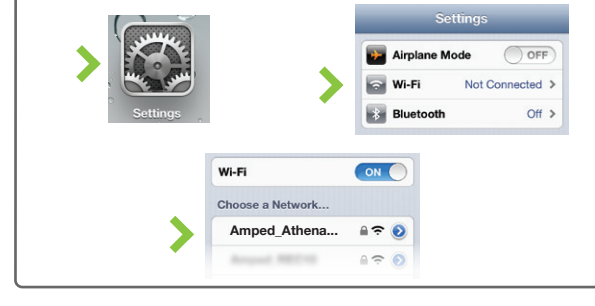 Settings
Settings
Airplane Mode OFF
Wi-Fi Not Connected
Bluetooth Off
Wi-Fi ON
Choose a Network...
Amped_Athena...